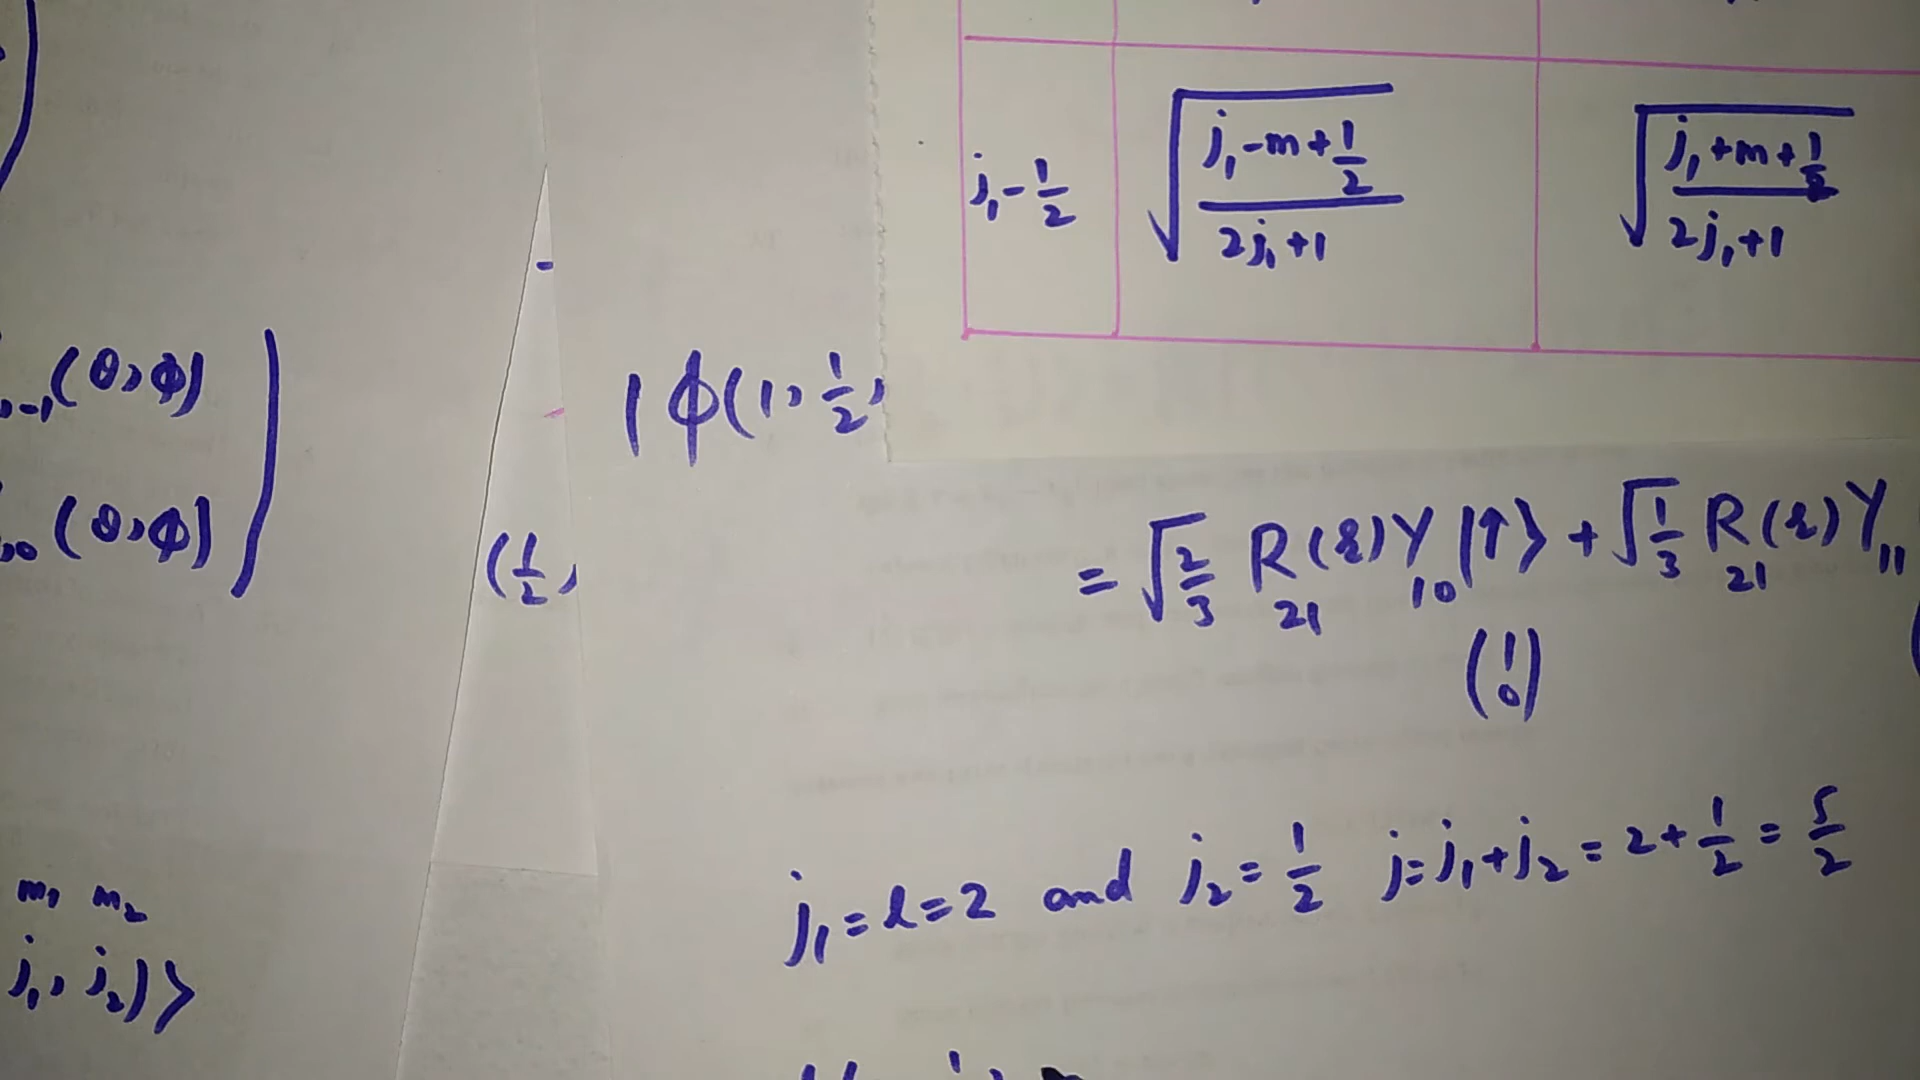 j₁-1/2 √((j₁-m+1/2)/(2j₁+1)) √((j₁+m+1/2)/(2j₁+1))
,-1(θ,φ)
|φ(1,1/2,
,0(θ,φ)
(1/2,
= √(2/3) R₂₁(r)Y₁₀|↑⟩ + √(1/3) R₂₁(r)Y₁₁
(1 0)
j₁=l=2 and j₂=1/2 j=j₁+j₂=2+1/2=5/2
m₁ m₂
j₁, j₂)⟩